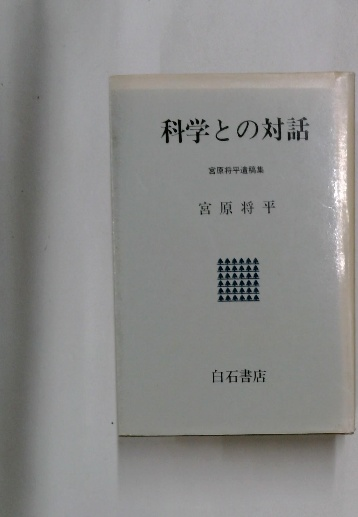 科学との対話
宮原将平遺稿集
宮原将平
白石書店